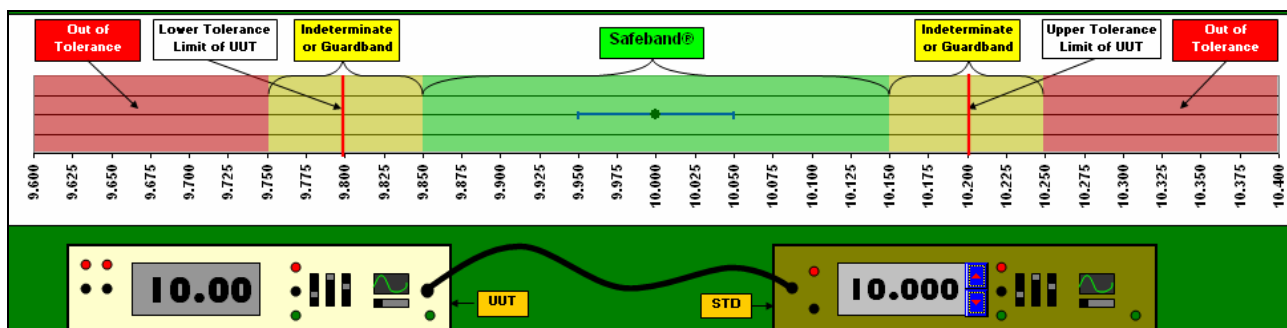 Out of
Tolerance
Lower Tolerance
Limit of UUT
Indeterminate
or Guardband
Safeband®
Indeterminate
or Guardband
Upper Tolerance
Limit of UUT
Out of
Tolerance
9.600
9.625
9.650
9.675
9.700
9.725
9.750
9.775
9.800
9.825
9.850
9.875
9.900
9.925
9.950
9.975
10.000
10.025
10.050
10.075
10.100
10.125
10.150
10.175
10.200
10.225
10.250
10.275
10.300
10.325
10.350
10.375
10.400
10.00
UUT
STD
10.000